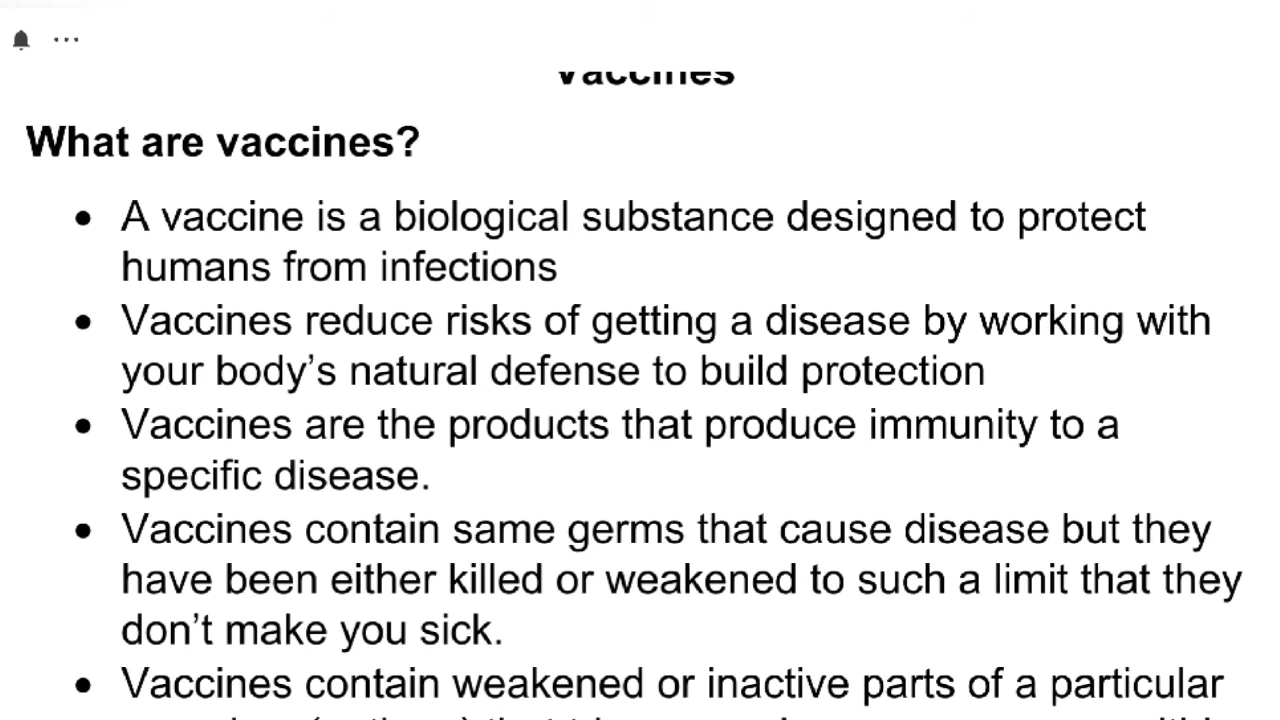 Vaccines
What are vaccines?
• A vaccine is a biological substance designed to protect
humans from infections
• Vaccines reduce risks of getting a disease by working with
your body’s natural defense to build protection
• Vaccines are the products that produce immunity to a
specific disease.
• Vaccines contain same germs that cause disease but they
have been either killed or weakened to such a limit that they
don’t make you sick.
• Vaccines contain weakened or inactive parts of a particular